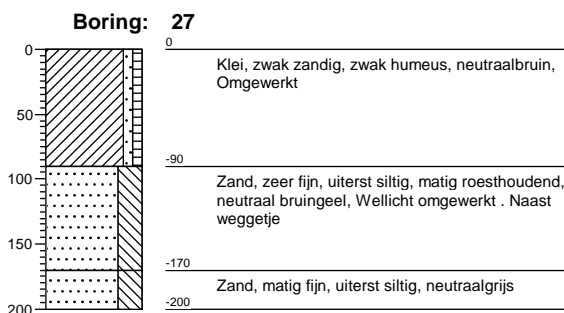 Boring: 27
0
0
Klei, zwak zandig, zwak humeus, neutraalbruin,
Omgewerkt
50
-90
100
Zand, zeer fijn, uiterst siltig, matig roesthoudend,
neutraal bruingeel, Wellicht omgewerkt . Naast
weggetje
150
-170
Zand, matig fijn, uiterst siltig, neutraalgrijs
200
-200